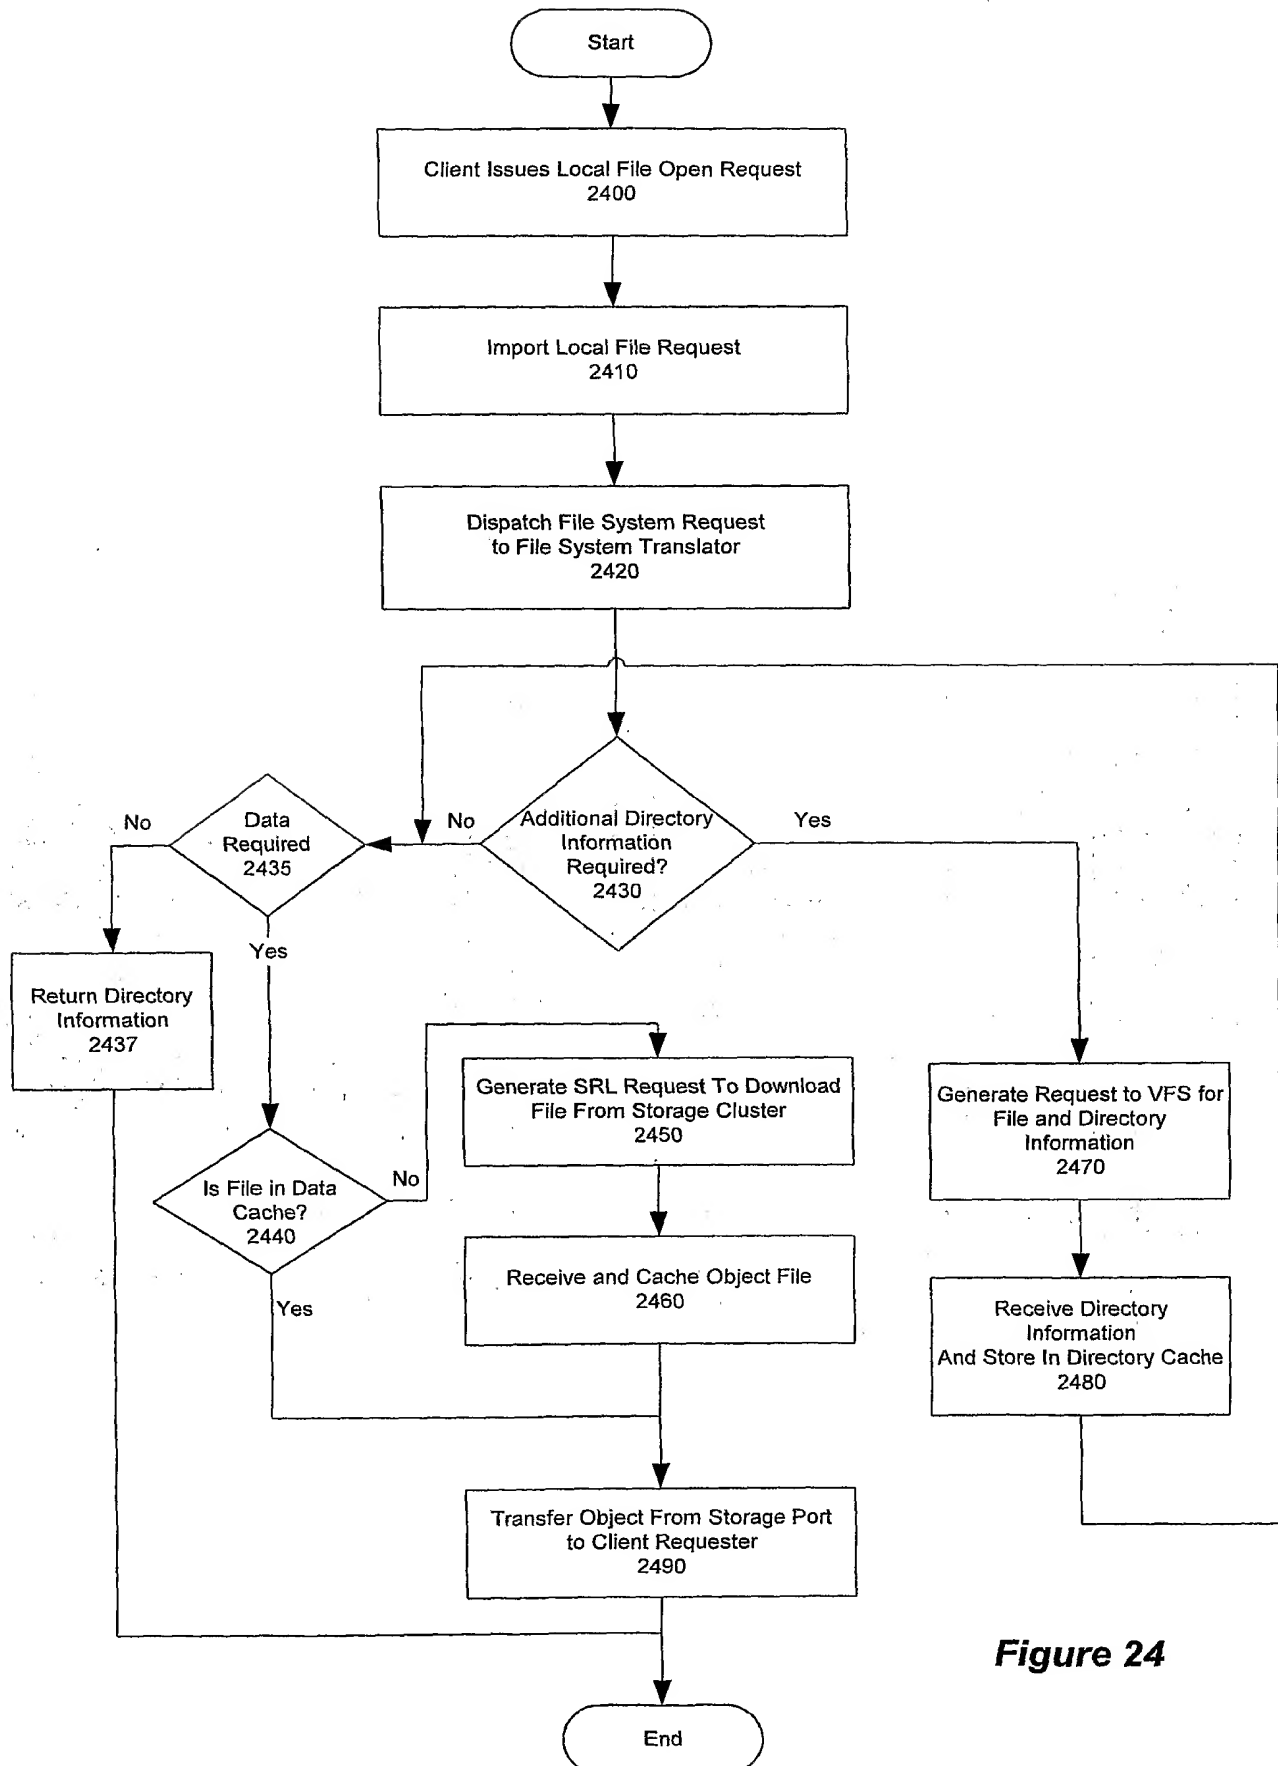 Start
Client Issues Local File Open Request
2400
Import Local File Request
2410
Dispatch File System Request
to File System Translator
2420
Additional Directory
Information
Required?
2430
No
Yes
Data
Required
2435
No
Yes
Return Directory
Information
2437
Is File in Data
Cache?
2440
No
Yes
Generate SRL Request To Download
File From Storage Cluster
2450
Receive and Cache Object File
2460
Generate Request to VFS for
File and Directory
Information
2470
Receive Directory
Information
And Store In Directory Cache
2480
Transfer Object From Storage Port
to Client Requester
2490
End
Figure 24